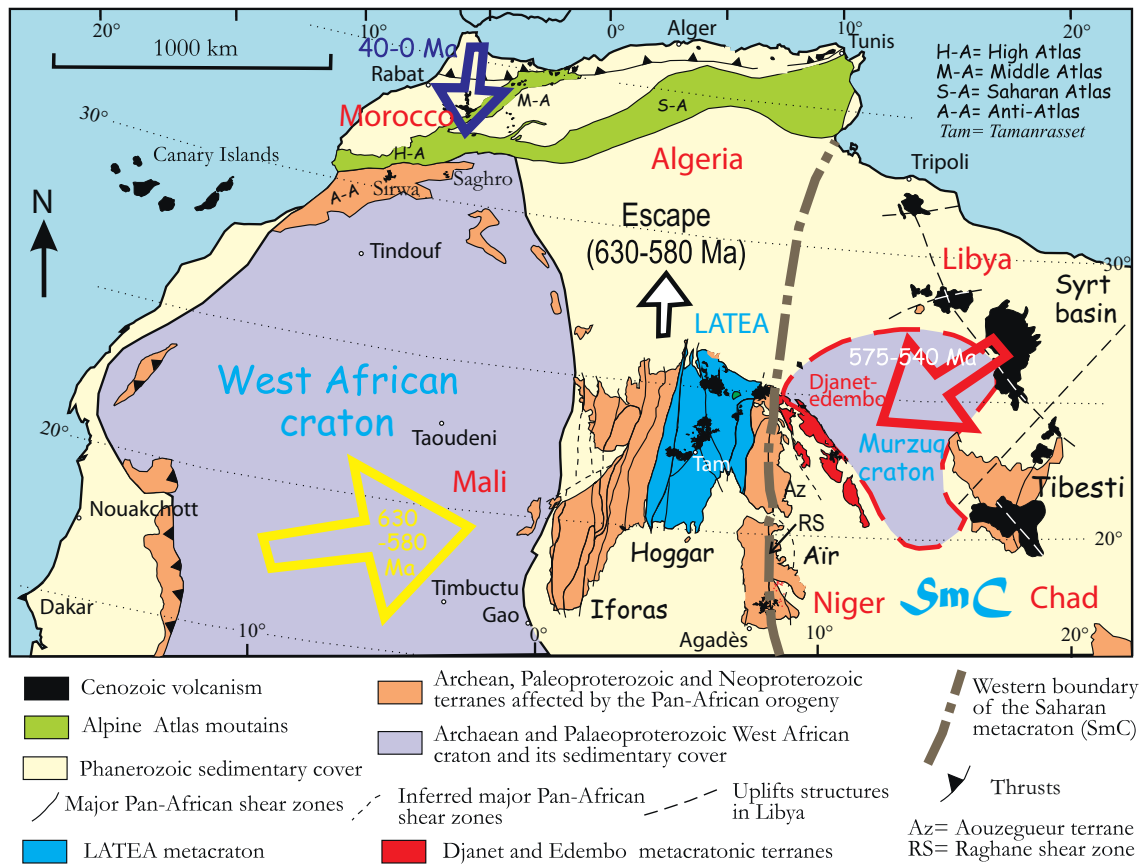 20°
10°
0°
10°
20°
1000 km
40-0 Ma
Alger
Tunis
H-A= High Atlas
M-A= Middle Atlas
S-A= Saharan Atlas
A-A= Anti-Atlas
Tam= Tamanrasset
Rabat
M-A
S-A
Morocco
30°
Canary Islands
H-A
Algeria
Tripoli
A-A
Sirwa
Saghro
N
Escape
(630-580 Ma)
Tindouf
Libya
30°
Syrt
basin
LATEA
575-540 Ma
West African
craton
Djanet-
edembo
20°
Taoudeni
Murzuq
craton
Tam
Mali
Az
Tibesti
Nouakchott
630
-580
Ma
RS
20°
Hoggar
Aïr
Timbuctu
Dakar
Gao
Iforas
Niger
SmC
Chad
10°
0°
Agadès
10°
20°
Cenozoic volcanism
Alpine Atlas moutains
Phanerozoic sedimentary cover
Major Pan-African shear zones
LATEA metacraton
Archean, Paleoproterozoic and Neoproterozoic
terranes affected by the Pan-African orogeny
Archaean and Palaeoproterozoic West African
craton and its sedimentary cover
Inferred major Pan-African
shear zones
Uplifts structures
in Libya
Djanet and Edembo metacratonic terranes
Western boundary
of the Saharan
metacraton (SmC)
Thrusts
Az= Aouzegueur terrane
RS= Raghane shear zone